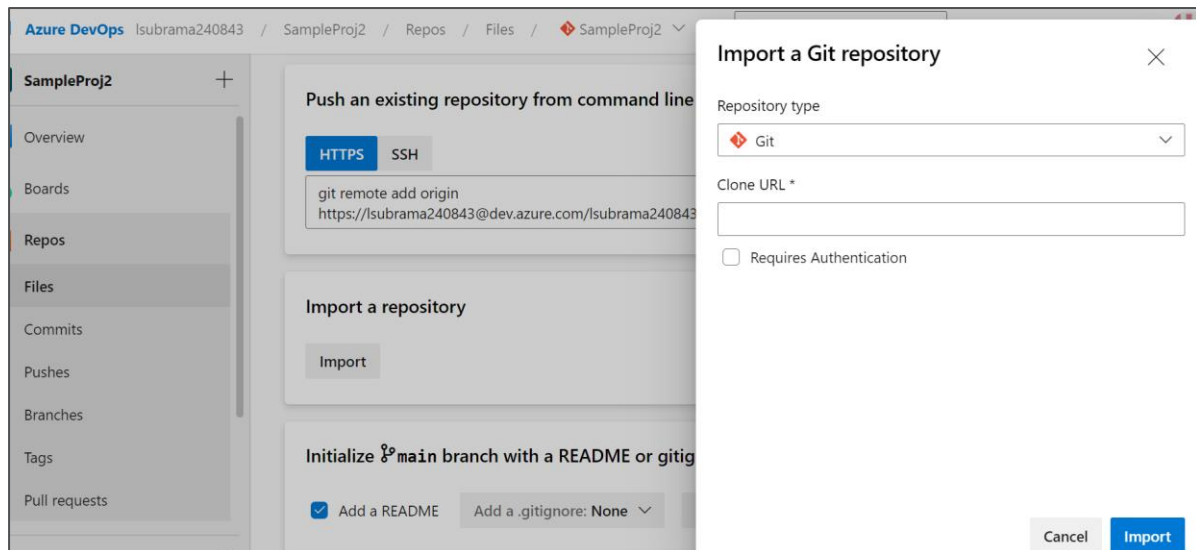 Azure DevOps lsubrama240843 / SampleProj2 / Repos / Files / SampleProj2
SampleProj2
Overview
Boards
Repos
Files
Commits
Pushes
Branches
Tags
Pull requests
Push an existing repository from command line
HTTPS SSH
git remote add origin
https://lsubrama240843@dev.azure.com/lsubrama240843
Import a repository
Import
Initialize main branch with a README or gitig
Add a README Add a .gitignore: None
Import a Git repository
Repository type
Git
Clone URL *
Requires Authentication
Cancel Import